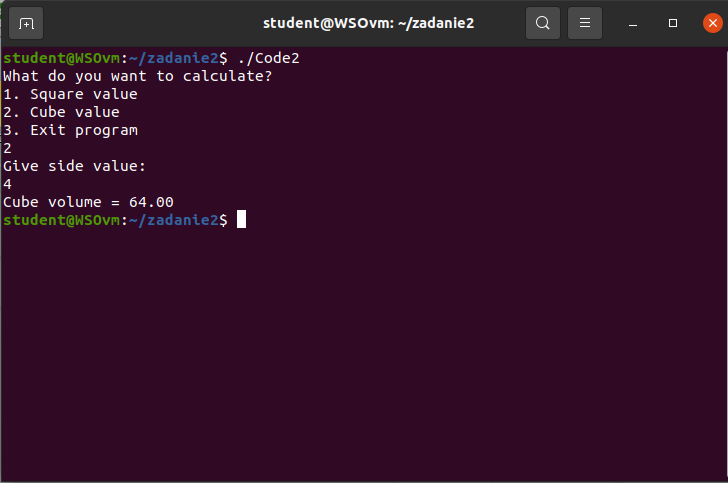 student@WSOvm: ~/zadanie2
student@WSOvm:~/zadanie2$ ./Code2
What do you want to calculate?
1. Square value
2. Cube value
3. Exit program
2
Give side value:
4
Cube volume = 64.00
student@WSOvm:~/zadanie2$